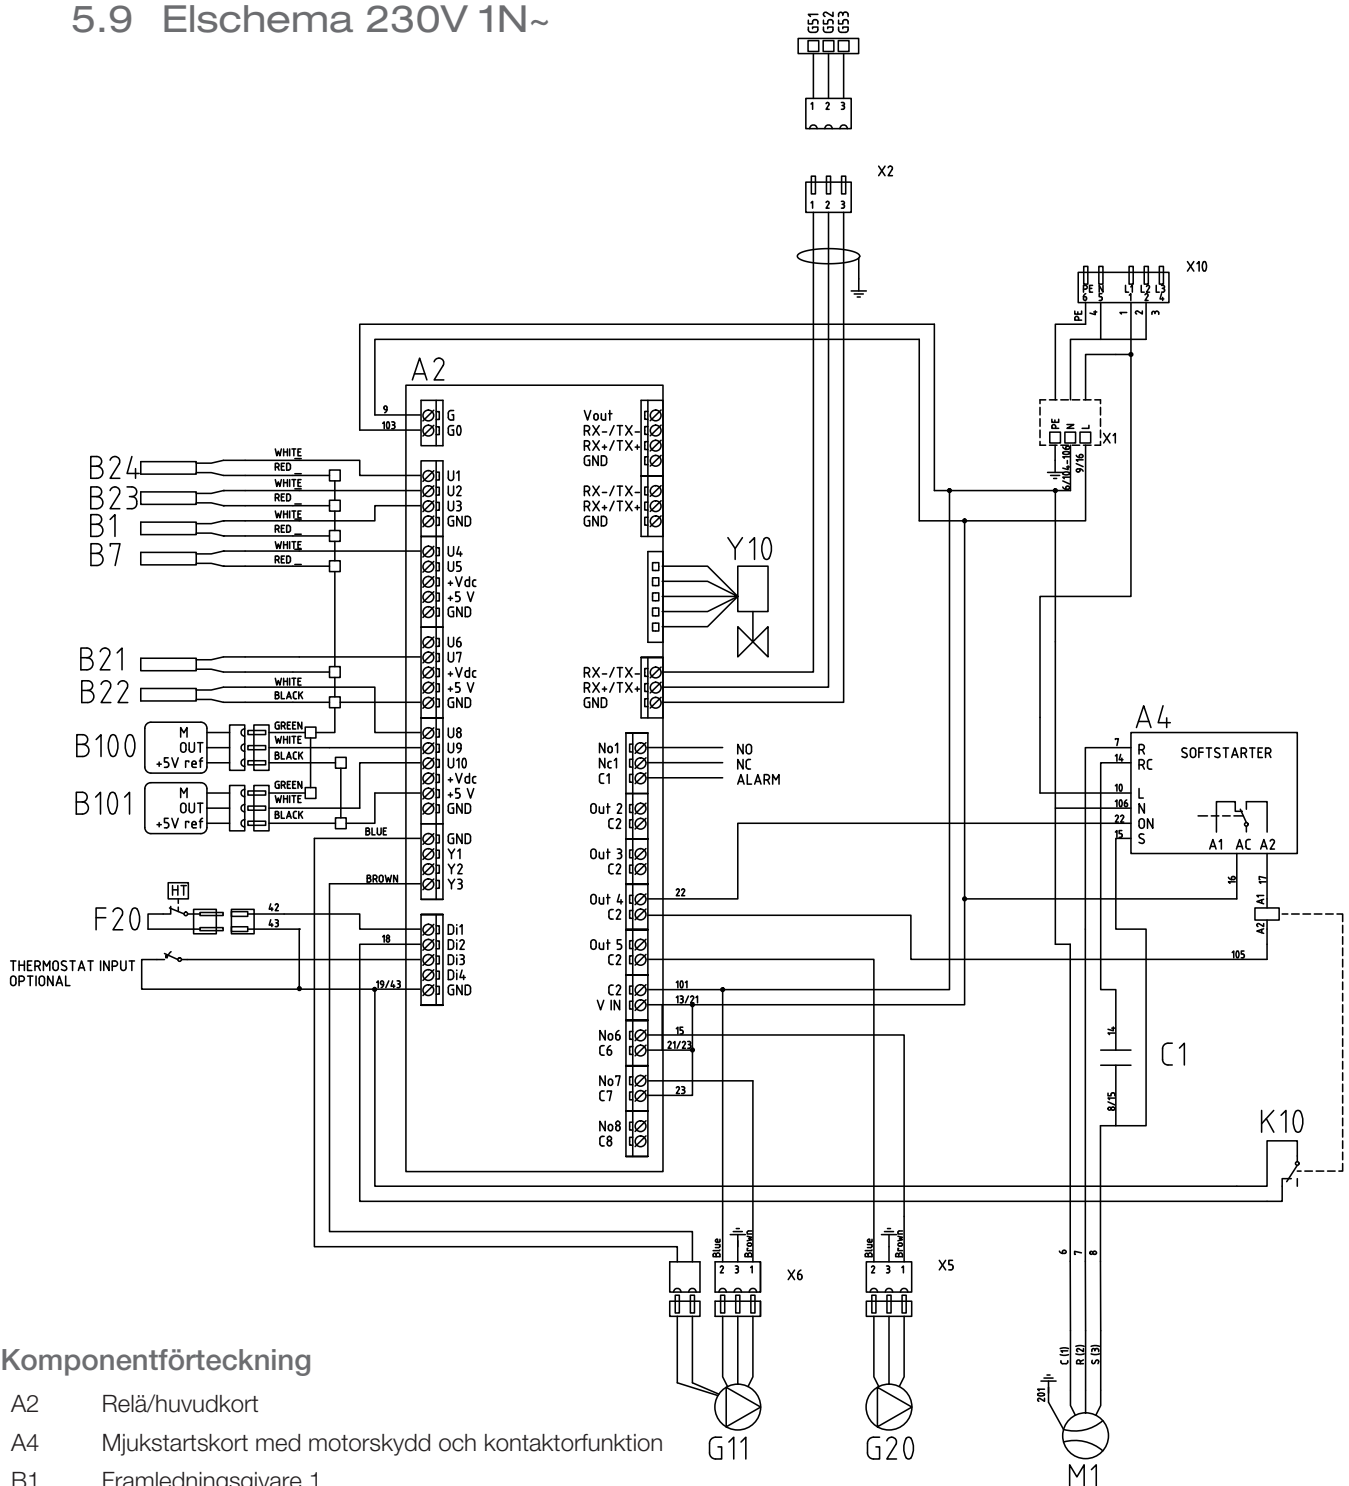 5.9 Elschema 230V 1N~
G51
G52
G53
1 2 3
X2
1 2 3
X10
PE N L1 L2 L3
6 5 1 2 4
PE 4 1 2 3
A2
PE N L
X1
6/104-106
9/16
9
103
G
G0
Vout
RX-/TX-
RX+/TX+
GND
RX-/TX-
RX+/TX+
GND
B24
WHITE
RED
B23
WHITE
RED
B1
WHITE
RED
B7
WHITE
RED
U1
U2
U3
GND
U4
U5
+Vdc
+5 V
GND
Y10
B21
B22
WHITE
BLACK
U6
U7
+Vdc
+5 V
GND
RX-/TX-
RX+/TX+
GND
B100
M
OUT
+5V ref
GREEN
WHITE
BLACK
B101
M
OUT
+5V ref
GREEN
WHITE
BLACK
U8
U9
U10
+Vdc
+5 V
GND
BLUE
BROWN
GND
Y1
Y2
Y3
No1 NO
Nc1 NC
C1 ALARM
Out 2
C2
Out 3
C2
Out 4 22
C2
Out 5
C2
C2 101
V IN 13/21
No6 15
C6 21/23
No7
C7 23
No8
C8
A4
SOFTSTARTER
7 R
14 RC
10 L
106 N
22 ON
15 S
A1 AC A2
16
17
A1
A2
105
HT
F20
42
43
18
THERMOSTAT INPUT
OPTIONAL
19/43
Di1
Di2
Di3
Di4
GND
14
C1
8/15
K10
Blue
Brown
2 3 1
X6
Blue
Brown
2 3 1
X5
6 7 8
C (1)
R (2)
S (3)
201
G11
G20
M1
Komponentförteckning
A2 Relä/huvudkort
A4 Mjukstartskort med motorskydd och kontaktorfunktion
B1 Framledningsgivare 1